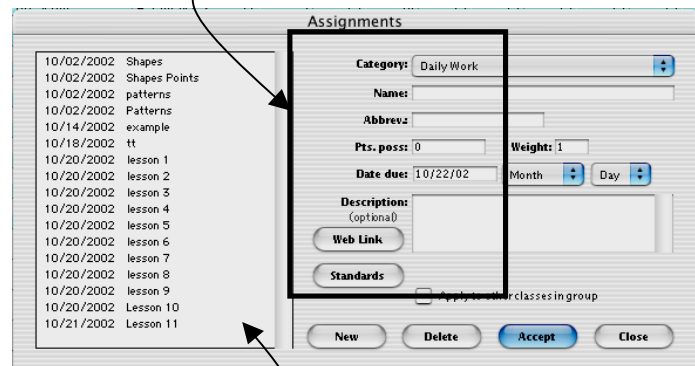 Assignments
10/02/2002 Shapes
10/02/2002 Shapes Points
10/02/2002 patterns
10/02/2002 Patterns
10/14/2002 example
10/18/2002 tt
10/20/2002 lesson 1
10/20/2002 lesson 2
10/20/2002 lesson 3
10/20/2002 lesson 4
10/20/2002 lesson 5
10/20/2002 lesson 6
10/20/2002 lesson 7
10/20/2002 lesson 8
10/20/2002 lesson 9
10/20/2002 Lesson 10
10/21/2002 Lesson 11
Category: Daily Work
Name:
Abbrev.:
Pts. poss: 0 Weight: 1
Date due: 10/22/02 Month Day
Description:
(optional)
Web Link
Standards
Apply to other classes in group
New Delete Accept Close